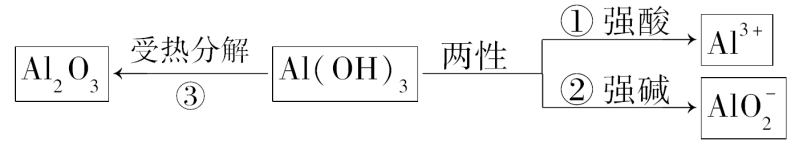 ① 强酸
Al³⁺
受热分解
两性
Al₂O₃
Al(OH)₃
③
② 强碱
AlO₂⁻